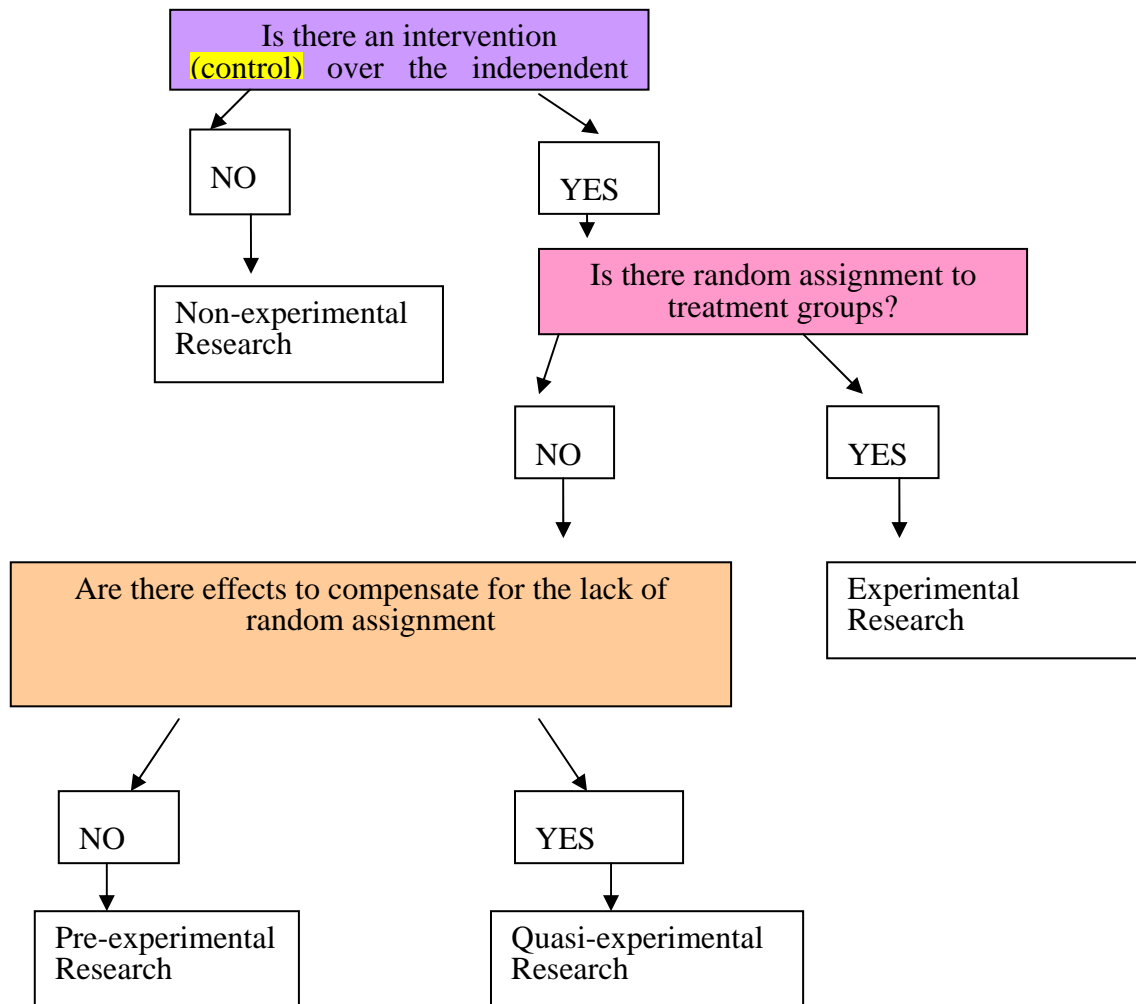 Is there an intervention
(control) over the independent
NO
YES
Is there random assignment to
treatment groups?
Non-experimental
Research
NO
YES
Are there effects to compensate for the lack of
random assignment
Experimental
Research
NO
YES
Pre-experimental
Research
Quasi-experimental
Research